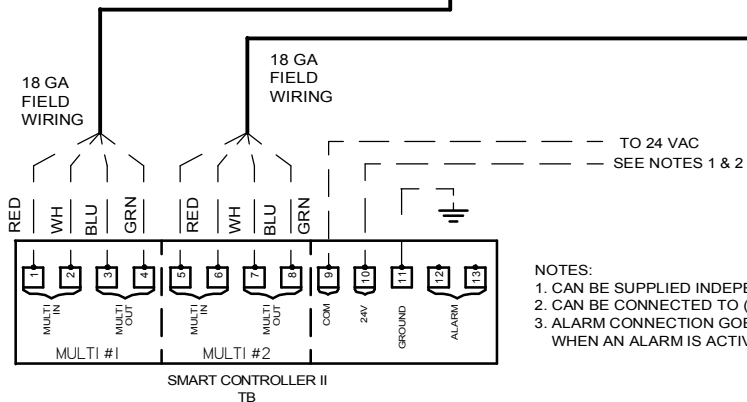 18 GA
FIELD
WIRING
18 GA
FIELD
WIRING
TO 24 VAC
SEE NOTES 1 & 2
RED
WH
BLU
GRN
RED
WH
BLU
GRN
1
2
3
4
5
6
7
8
9
10
11
12
13
MULTI
IN
MULTI
OUT
MULTI
IN
MULTI
OUT
COM
24V
GROUND
ALARM
MULTI #1
MULTI #2
SMART CONTROLLER II
TB
NOTES:
1. CAN BE SUPPLIED INDEPE
2. CAN BE CONNECTED TO (
3. ALARM CONNECTION GOE
WHEN AN ALARM IS ACTIV